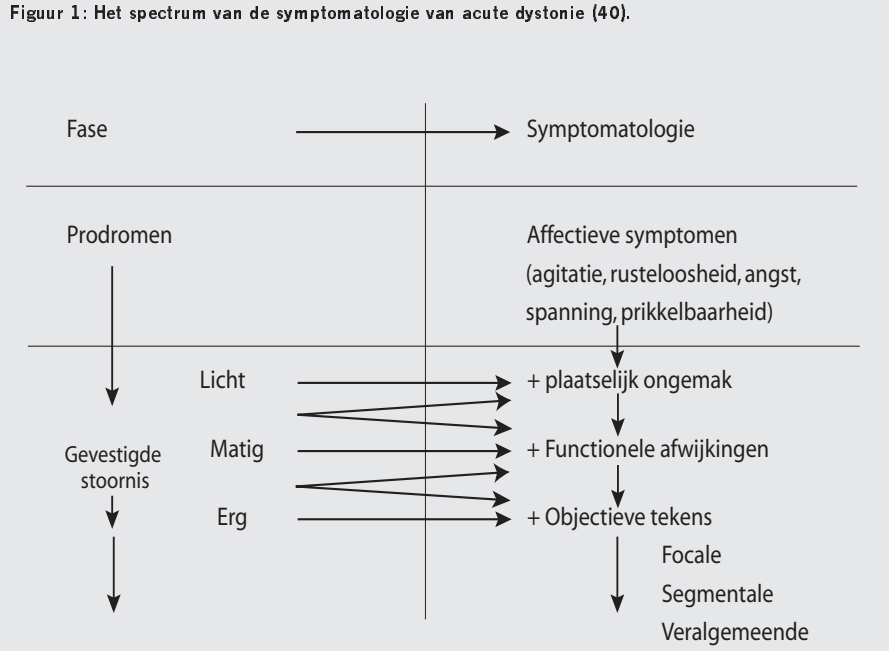 Figuur 1: Het spectrum van de symptomatologie van acute dystonie (40).
Fase
Symptomatologie
Prodromen
Affectieve symptomen
(agitatie, rusteloosheid, angst,
spanning, prikkelbaarheid)
Licht
+ plaatselijk ongemak
Gevestigde
stoornis
Matig
+ Functionele afwijkingen
Erg
+ Objectieve tekens
Focale
Segmentale
Veralgemeende